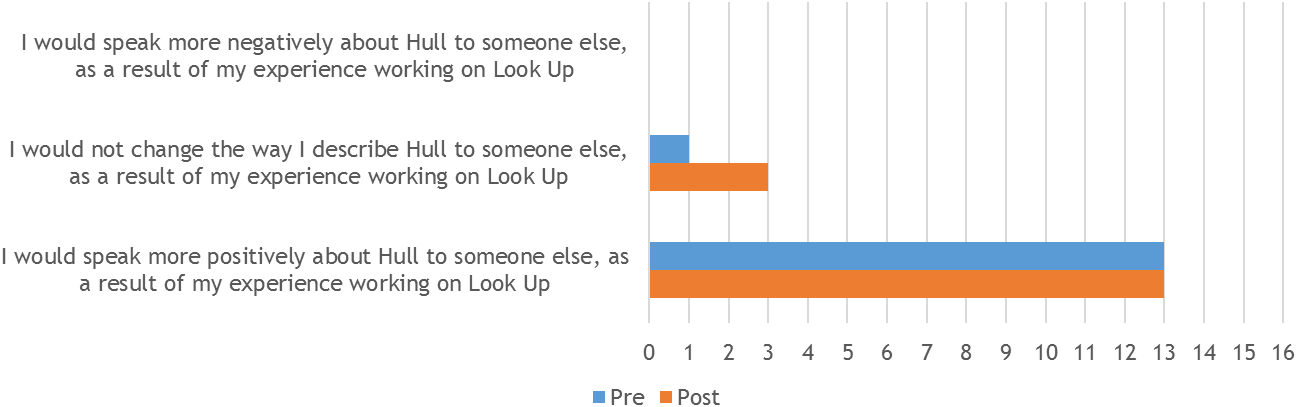 I would speak more negatively about Hull to someone else,
as a result of my experience working on Look Up
I would not change the way I describe Hull to someone else,
as a result of my experience working on Look Up
I would speak more positively about Hull to someone else, as
a result of my experience working on Look Up
0 1 2 3 4 5 6 7 8 9 10 11 12 13 14 15 16
Pre Post